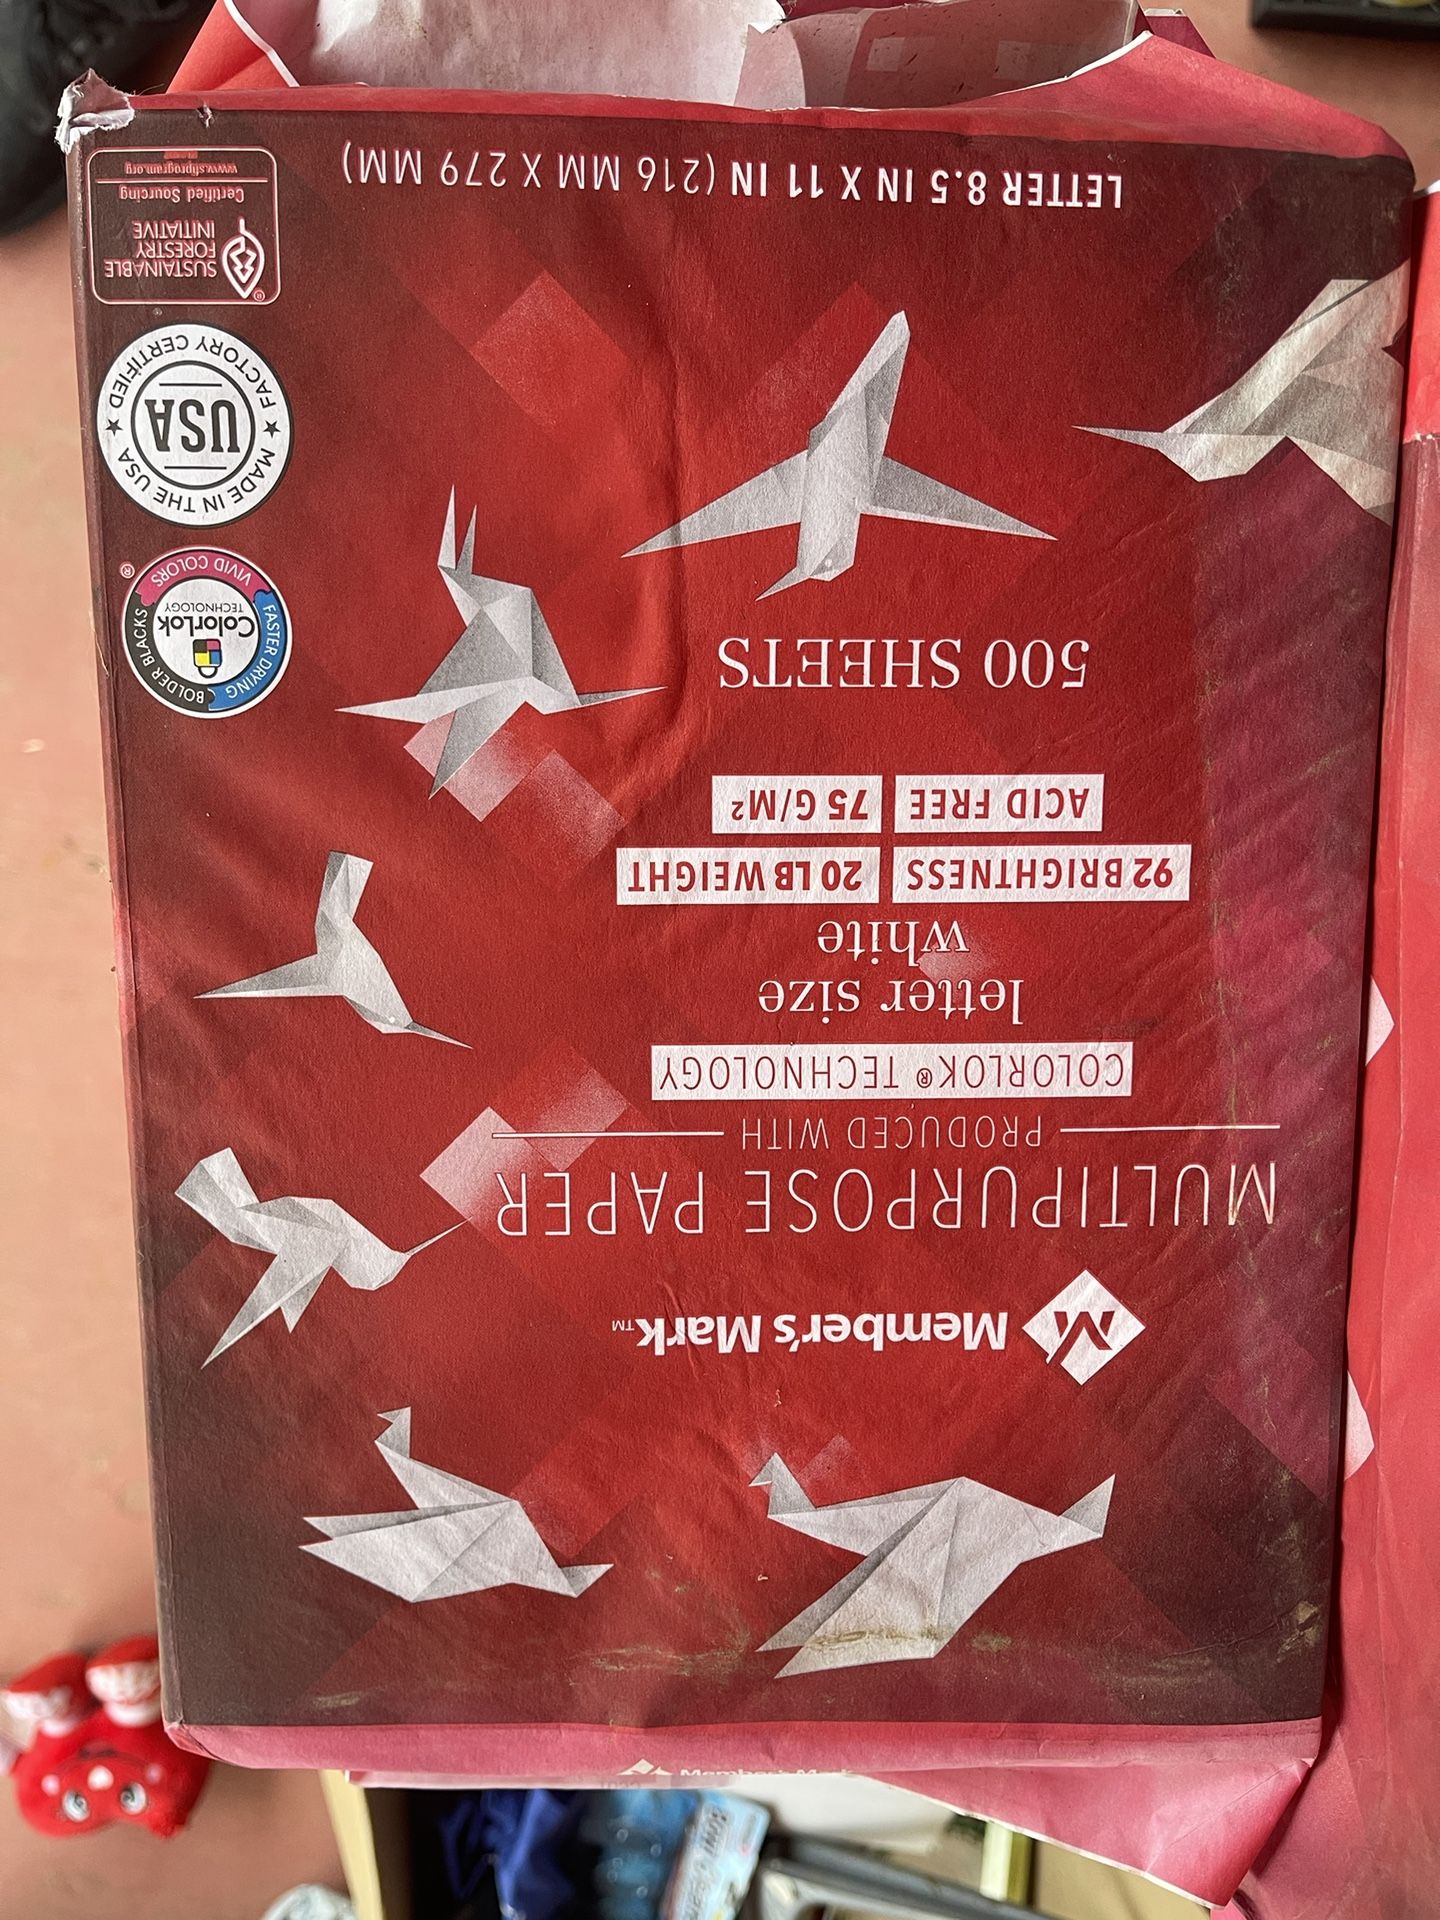 Member's Mark™
MULTIPURPOSE PAPER
PRODUCED WITH
COLORLOK® TECHNOLOGY
letter size
white
92 BRIGHTNESS
20 LB WEIGHT
ACID FREE
75 G/M²
500 SHEETS
BOLDER BLACKS
FASTER DRYING
VIVID COLORS
ColorLok
TECHNOLOGY
®
★ MADE IN THE USA ★ FACTORY CERTIFIED
USA
SUSTAINABLE
FORESTRY
INITIATIVE
®
Certified Sourcing
www.sfiprogram.org
LETTER 8.5 IN X 11 IN (216 MM X 279 MM)
Member's Mark